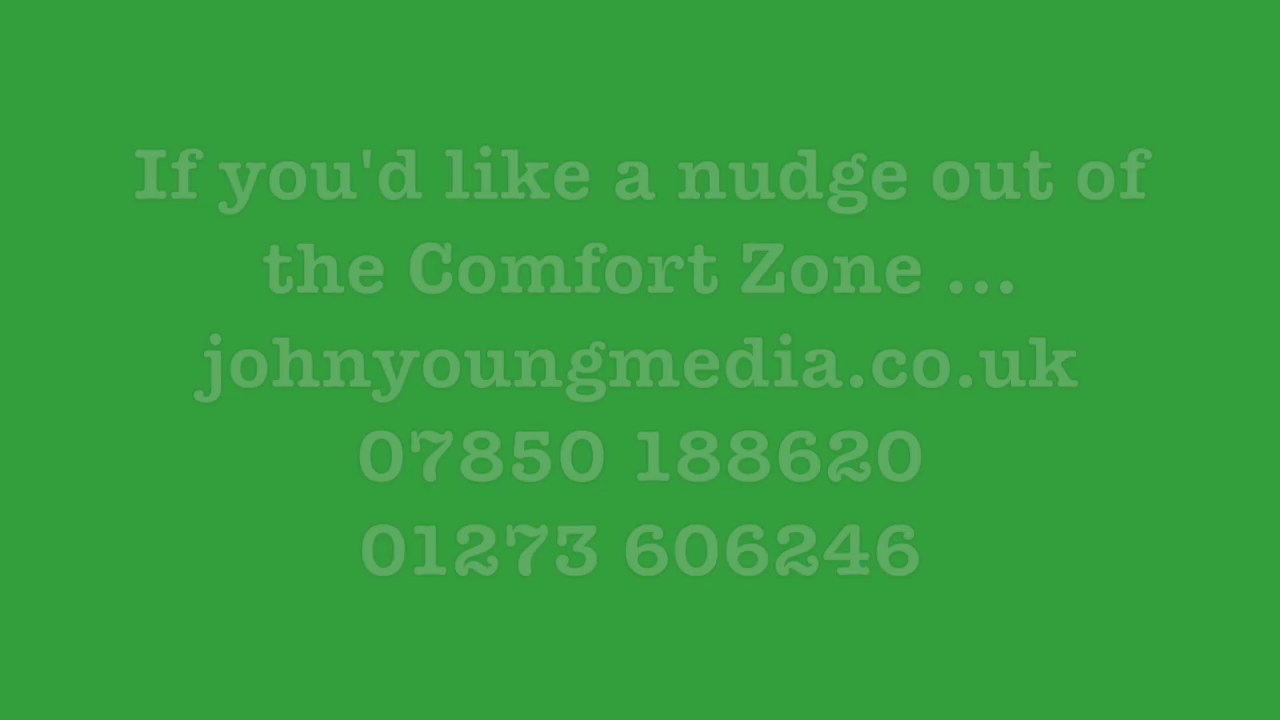 If you'd like a nudge out of
the Comfort Zone ...
johnyoungmedia.co.uk
07850 188620
01273 606246